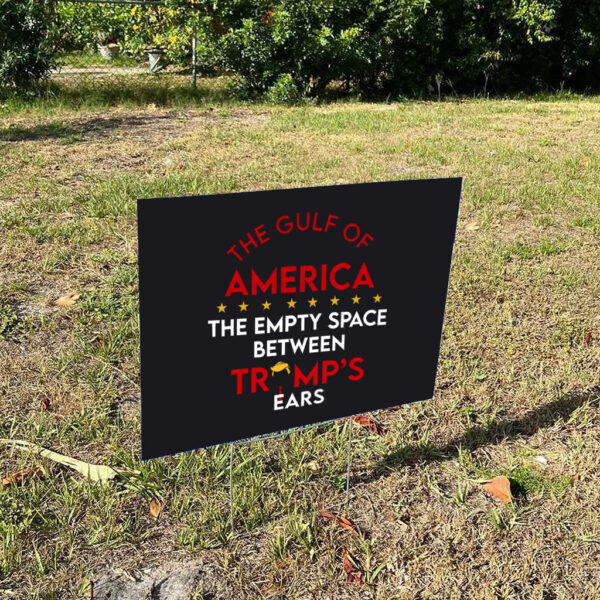 THE GULF OF
AMERICA
THE EMPTY SPACE
BETWEEN
TRUMP'S
EARS